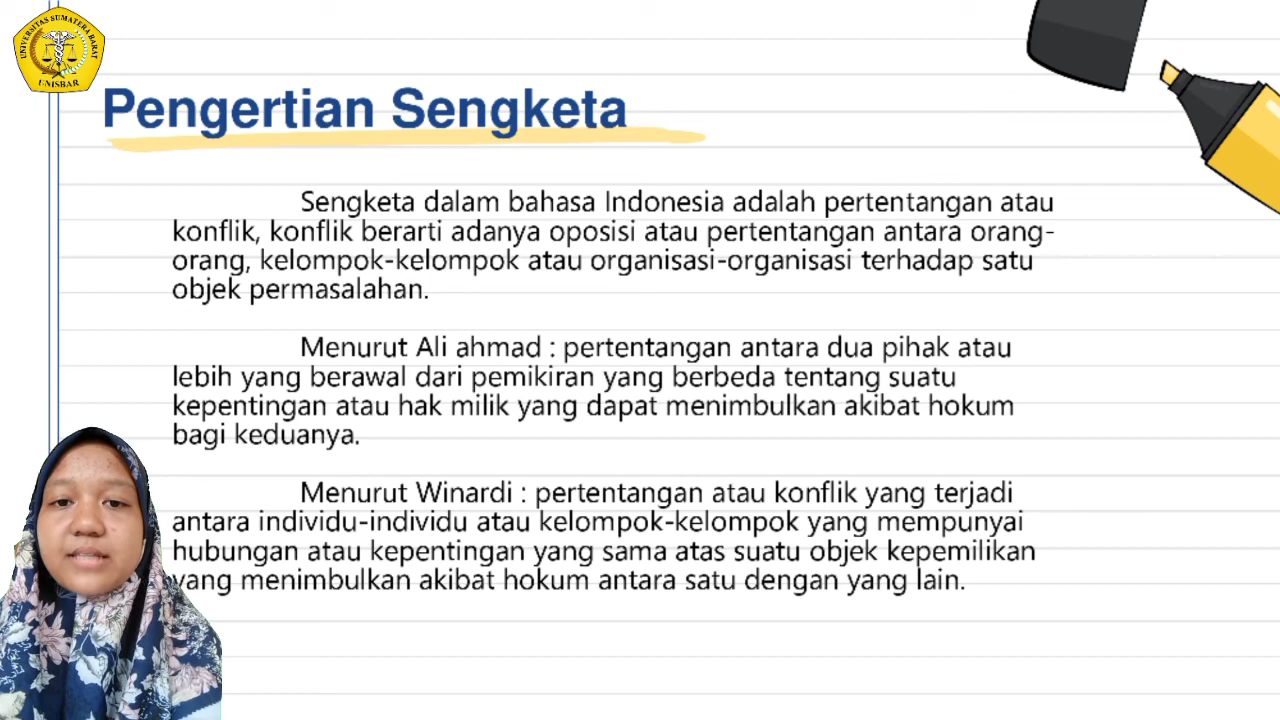 UNIVERSITAS SUMATERA BARAT
UNISBAR
Pengertian Sengketa
Sengketa dalam bahasa Indonesia adalah pertentangan atau
konflik, konflik berarti adanya oposisi atau pertentangan antara orang-
orang, kelompok-kelompok atau organisasi-organisasi terhadap satu
objek permasalahan.
Menurut Ali ahmad : pertentangan antara dua pihak atau
lebih yang berawal dari pemikiran yang berbeda tentang suatu
kepentingan atau hak milik yang dapat menimbulkan akibat hokum
bagi keduanya.
Menurut Winardi : pertentangan atau konflik yang terjadi
antara individu-individu atau kelompok-kelompok yang mempunyai
hubungan atau kepentingan yang sama atas suatu objek kepemilikan
yang menimbulkan akibat hokum antara satu dengan yang lain.